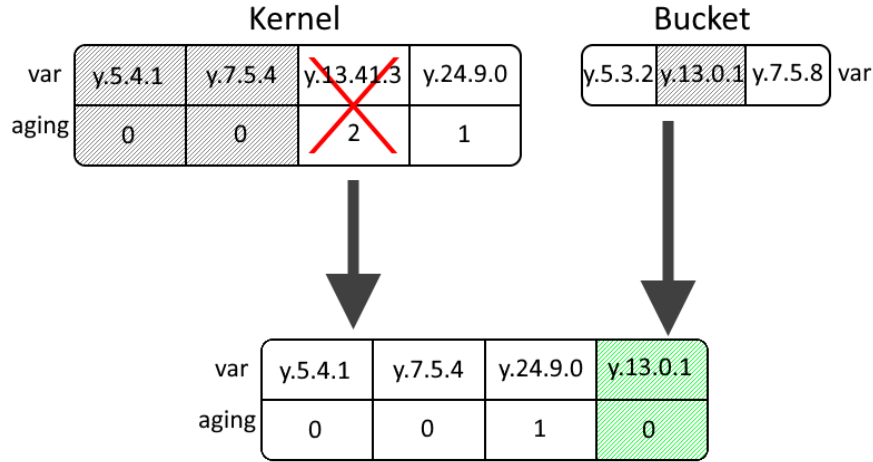 Kernel Bucket
var y.5.4.1 y.7.5.4 y.13.41.3 y.24.9.0 y.5.3.2 y.13.0.1 y.7.5.8 var
aging 0 0 2 1
var y.5.4.1 y.7.5.4 y.24.9.0 y.13.0.1
aging 0 0 1 0